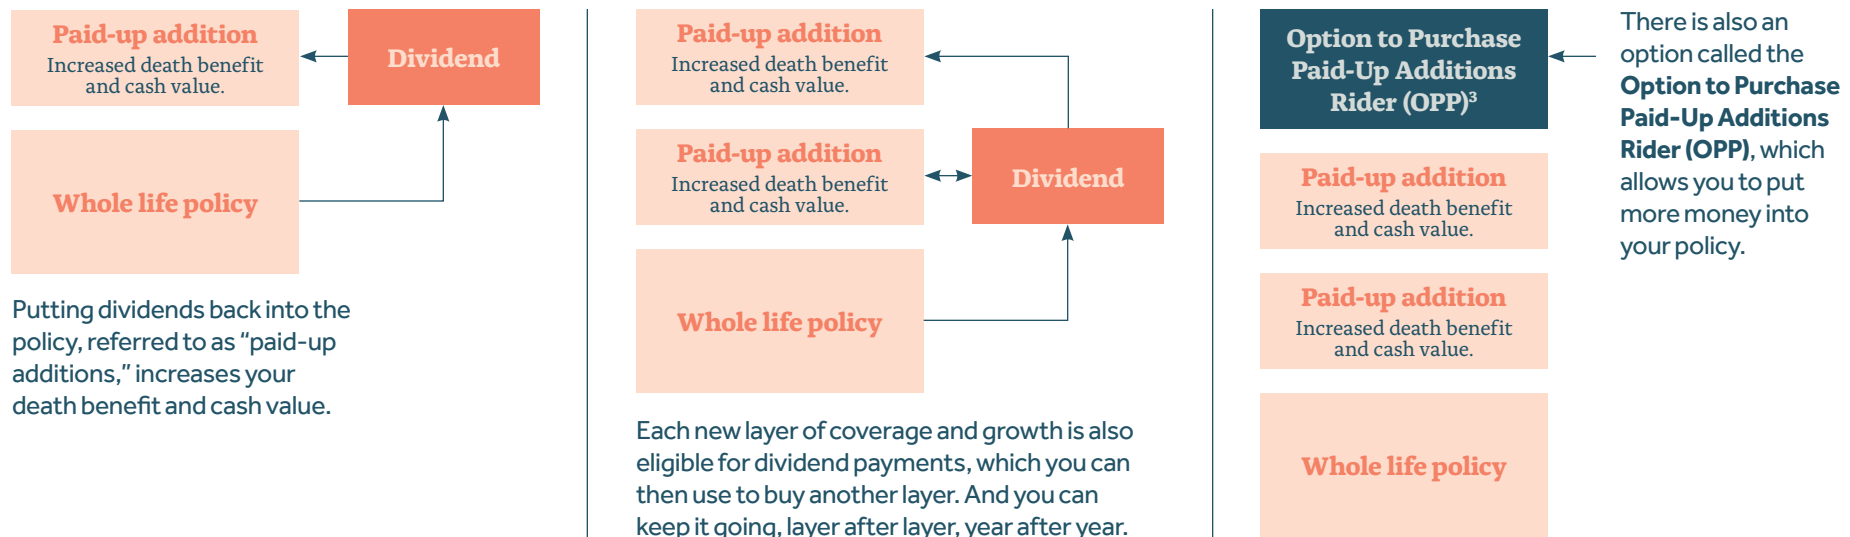 Paid-up addition
Increased death benefit
and cash value.
Dividend
Whole life policy
Putting dividends back into the
policy, referred to as “paid-up
additions,” increases your
death benefit and cash value.
Paid-up addition
Increased death benefit
and cash value.
Paid-up addition
Increased death benefit
and cash value.
Dividend
Whole life policy
Each new layer of coverage and growth is also
eligible for dividend payments, which you can
then use to buy another layer. And you can
keep it going, layer after layer, year after year.
Option to Purchase
Paid-Up Additions
Rider (OPP)³
Paid-up addition
Increased death benefit
and cash value.
Paid-up addition
Increased death benefit
and cash value.
Whole life policy
There is also an
option called the
Option to Purchase
Paid-Up Additions
Rider (OPP), which
allows you to put
more money into
your policy.